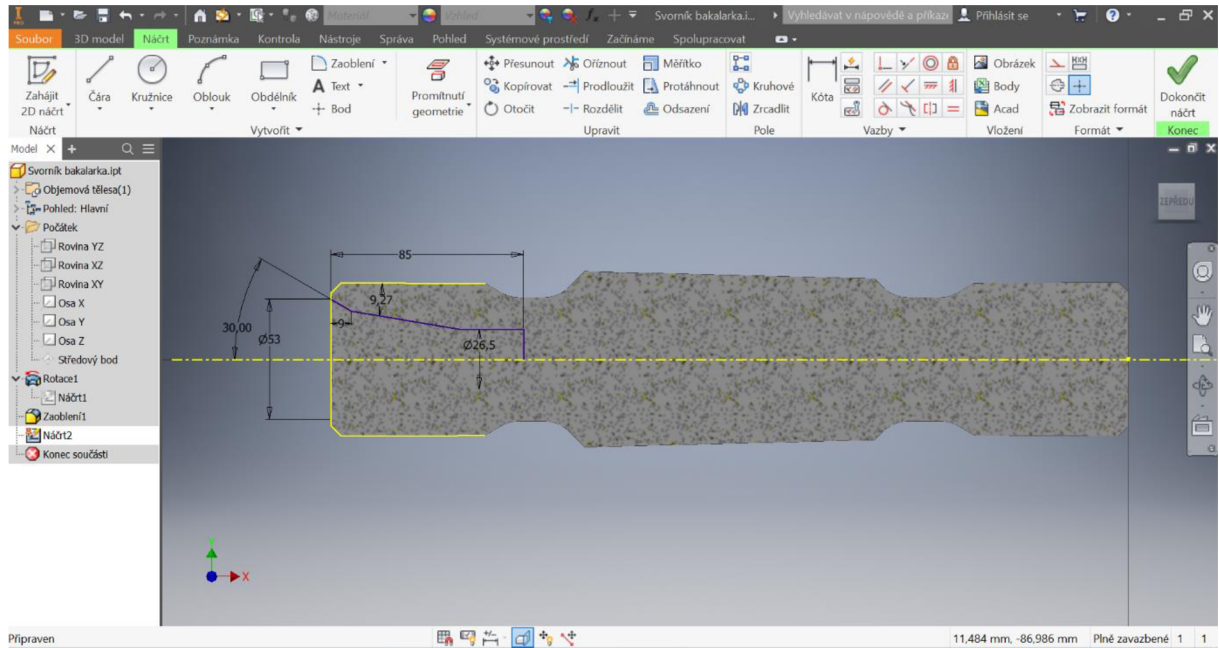 I PRO Materiál Vzhled fx Svorník bakalarka.i... Vyhledávat v nápovědě a příkaze Přihlásit se
Soubor 3D model Náčrt Poznámka Kontrola Nástroje Správa Pohled Systémové prostředí Začínáme Spolupracovat
Zahájit 2D náčrt
Čára
Kružnice
Oblouk
Obdélník
Zaoblení
Text
Bod
Promítnutí geometrie
Přesunout Oříznout Měřítko
Kopírovat Prodloužit Protáhnout
Otočit Rozdělit Odsazení
Kruhové
Zrcadlit
Kóta
Obrázek
Body
Acad
Zobrazit formát
Dokončit náčrt
Náčrt Vytvořit Upravit Pole Vazby Vložení Formát Konec
Model
Svorník bakalarka.ipt
Objemová tělesa(1)
Pohled: Hlavní
Počátek
Rovina YZ
Rovina XZ
Rovina XY
Osa X
Osa Y
Osa Z
Středový bod
Rotace1
Náčrt1
Zaoblení1
Náčrt2
Konec součásti
ZEPŘEDU
85
9,27
9
30,00
Ø53
Ø26,5
X
Připraven
11,484 mm, -86,986 mm Plně zavazbené 1 1